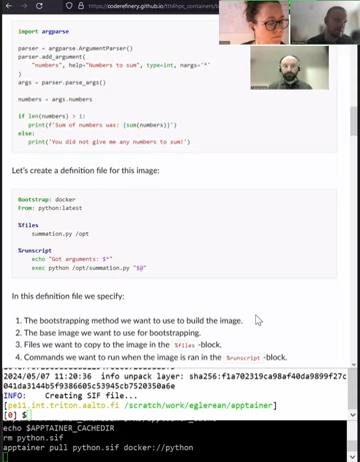 https://coderefinery.github.io/ttt4hpc_containers/b
import argparse
parser = argparse.ArgumentParser()
parser.add_argument(
"numbers", help="Numbers to sum", type=int, nargs='*'
)
args = parser.parse_args()
numbers = args.numbers
if len(numbers) > 1:
print(f'Sum of numbers was: {sum(numbers)}')
else:
print('You did not give me any numbers to sum!')
Let's create a definition file for this image:
Bootstrap: docker
From: python:latest
%files
summation.py /opt
%runscript
echo "Got arguments: $*"
exec python /opt/summation.py "$@"
In this definition file we specify:
1. The bootstrapping method we want to use to build the image.
2. The base image we want to use for bootstrapping.
3. Files we want to copy to the image in the %files -block.
4. Commands we want to run when the image is ran in the %runscript -block.
2024/05/07 11:20:36 info unpack layer: sha256:f1a702319ca98af40da9899f27c
041da3144b5f9386605c53945cb7520350a6e
INFO: Creating SIF file...
[pe11.int.triton.aalto.fi /scratch/work/eglerean/apptainer]
[0] $
echo $APPTAINER_CACHEDIR
rm python.sif
apptainer pull python.sif docker://python